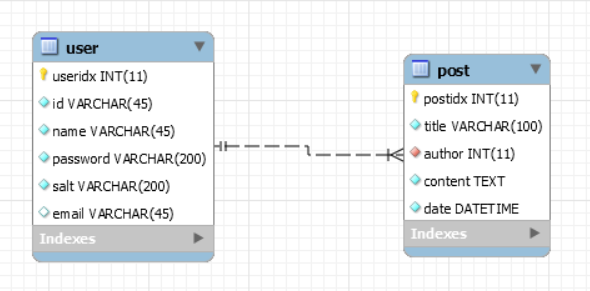 user
useridx INT(11)
id VARCHAR(45)
name VARCHAR(45)
password VARCHAR(200)
salt VARCHAR(200)
email VARCHAR(45)
Indexes
post
postidx INT(11)
title VARCHAR(100)
author INT(11)
content TEXT
date DATETIME
Indexes